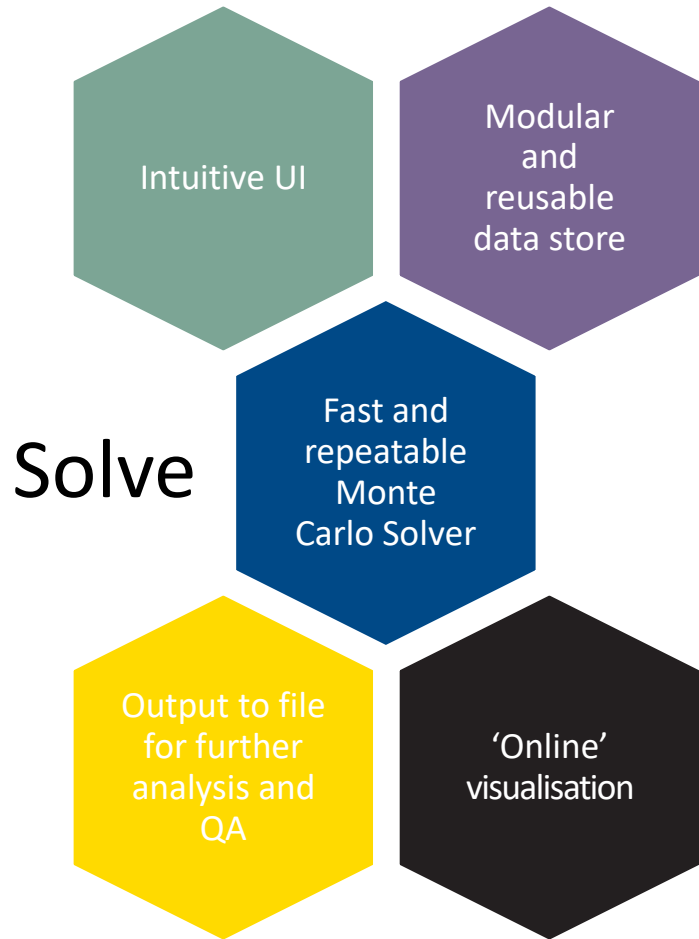 Intuitive UI
Modular
and
reusable
data store
Solve
Fast and
repeatable
Monte
Carlo Solver
Output to file
for further
analysis and
QA
‘Online’
visualisation